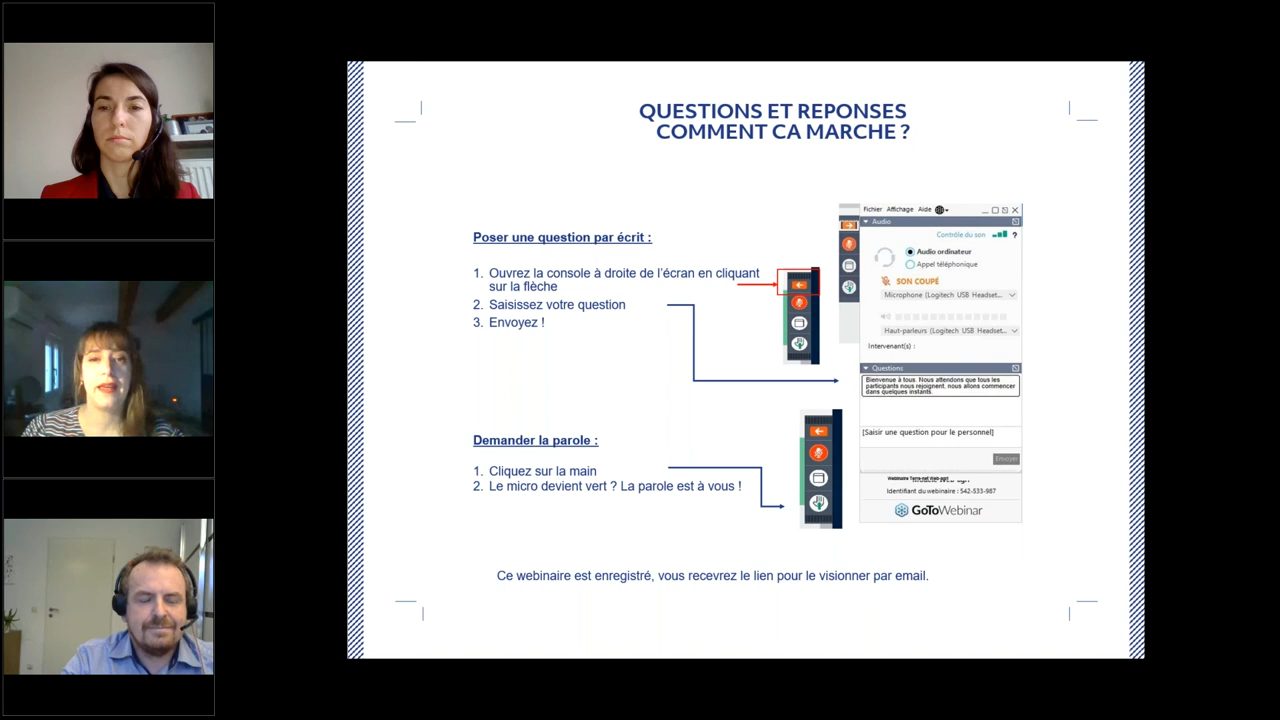 QUESTIONS ET REPONSES
COMMENT CA MARCHE ?
Poser une question par écrit :
1. Ouvrez la console à droite de l'écran en cliquant
sur la flèche
2. Saisissez votre question
3. Envoyez !
Demander la parole :
1. Cliquez sur la main
2. Le micro devient vert ? La parole est à vous !
Fichier Affichage Aide
Audio
Contrôle du son ?
Audio ordinateur
Appel téléphonique
SON COUPÉ
Microphone (Logitech USB Headset...
Haut-parleurs (Logitech USB Headset...
Intervenant(s) :
Questions
Bienvenue à tous. Nous attendons que tous les
participants nous rejoignent, nous allons commencer
dans quelques instants.
[Saisir une question pour le personnel]
Envoyer
Webinaire Terre-net Web-agri
Identifiant du webinaire : 542-533-987
GoToWebinar
Ce webinaire est enregistré, vous recevrez le lien pour le visionner par email.